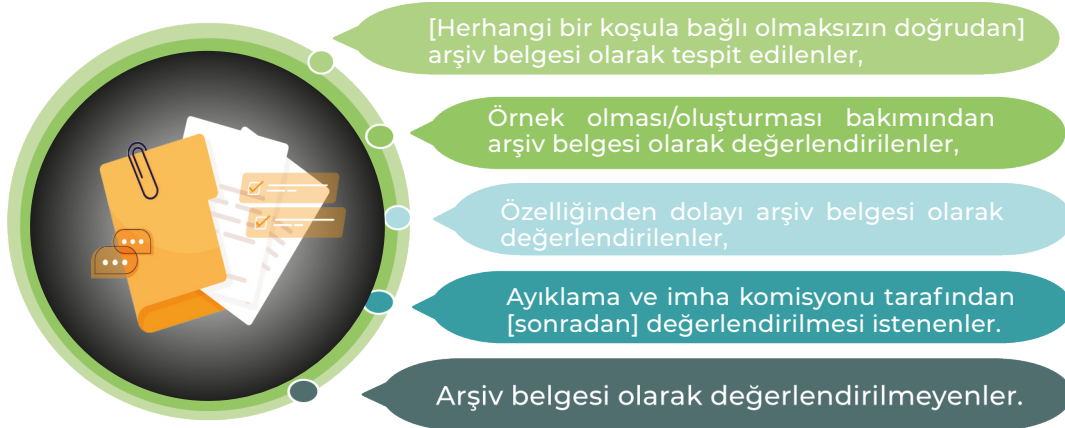 [Herhangi bir koşula bağlı olmaksızın doğrudan]
arşiv belgesi olarak tespit edilenler,
Örnek olması/oluşturması bakımından
arşiv belgesi olarak değerlendirilenler,
Özelliğinden dolayı arşiv belgesi olarak
değerlendirilenler,
Ayıklama ve imha komisyonu tarafından
[sonradan] değerlendirilmesi istenenler.
Arşiv belgesi olarak değerlendirilmeyenler.